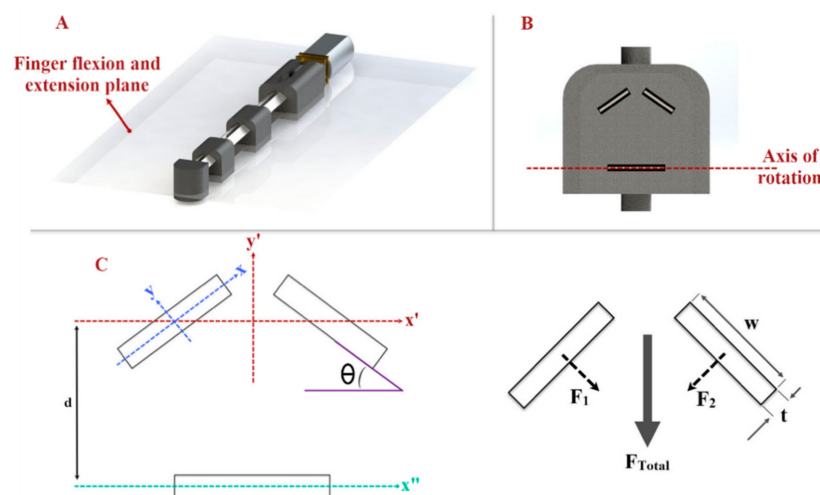 A
Finger flexion and
extension plane
B
Axis of
rotation
C
y'
x
y
x'
θ
d
x"
w
t
F1
F2
FTotal